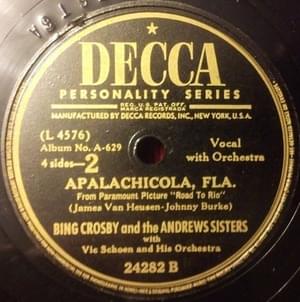 DECCA
PERSONALITY SERIES
REG. U.S. PAT. OFF.
MARCA REGISTRADA
MANUFACTURED BY DECCA RECORDS, INC., NEW YORK, U.S.A.
(L 4576)
Album No. A-629
4 sides-2
Vocal
with Orchestra
APALACHICOLA, FLA.
From Paramount Picture "Road To Rio"
(James Van Heusen-Johnny Burke)
BING CROSBY and the ANDREWS SISTERS
with
Vic Schoen and His Orchestra
24282 B